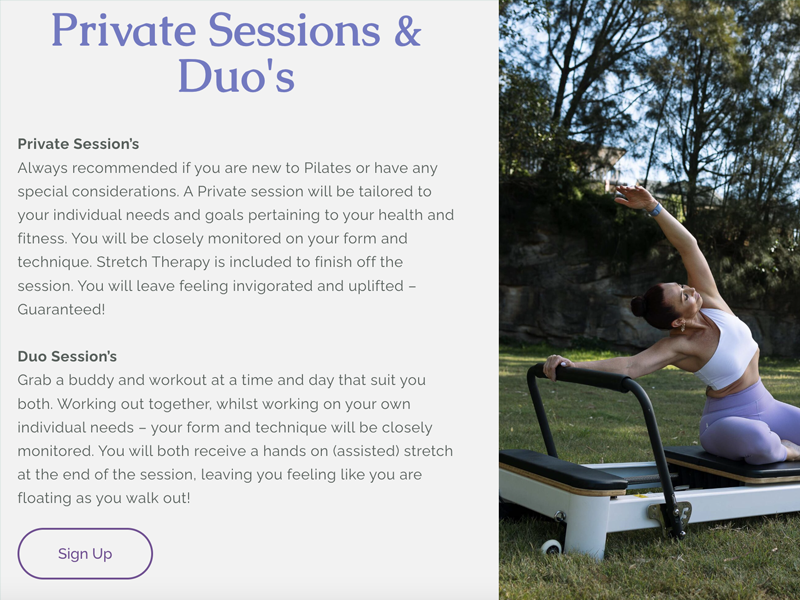 Private Sessions &
Duo's
Private Session’s
Always recommended if you are new to Pilates or have any
special considerations. A Private session will be tailored to
your individual needs and goals pertaining to your health and
fitness. You will be closely monitored on your form and
technique. Stretch Therapy is included to finish off the
session. You will leave feeling invigorated and uplifted –
Guaranteed!
Duo Session’s
Grab a buddy and workout at a time and day that suit you
both. Working out together, whilst working on your own
individual needs – your form and technique will be closely
monitored. You will both receive a hands on (assisted) stretch
at the end of the session, leaving you feeling like you are
floating as you walk out!
Sign Up